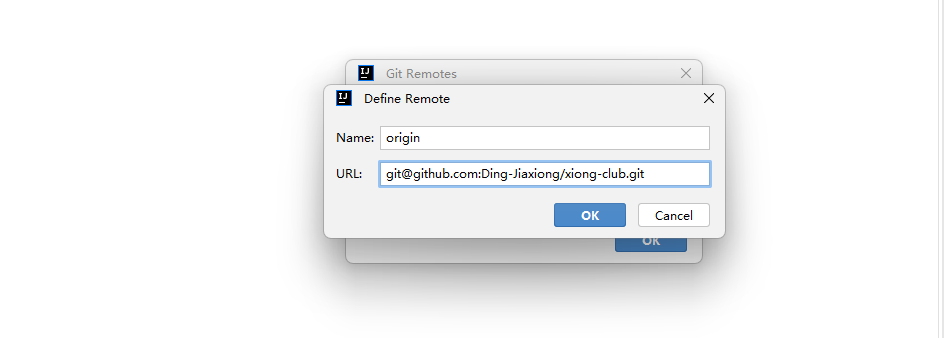 Git Remotes
Define Remote
Name: origin
URL: git@github.com:Ding-Jiaxiong/xiong-club.git
OK Cancel
OK